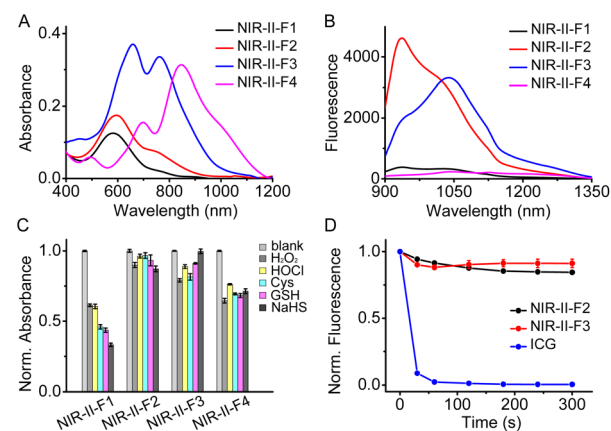 A
Absorbance
0.4
0.2
0.0
400 600 800 1000 1200
Wavelength (nm)
NIR-II-F1
NIR-II-F2
NIR-II-F3
NIR-II-F4
B
Fluorescence
4000
2000
0
900 1050 1200 1350
Wavelength (nm)
NIR-II-F1
NIR-II-F2
NIR-II-F3
NIR-II-F4
C
Norm. Absorbance
1.0
0.5
0.0
NIR-II-F1 NIR-II-F2 NIR-II-F3 NIR-II-F4
blank
H₂O₂
HOCl
Cys
GSH
NaHS
D
Norm. Fluorescence
1.0
0.5
0.0
0 100 200 300
Time (s)
NIR-II-F2
NIR-II-F3
ICG